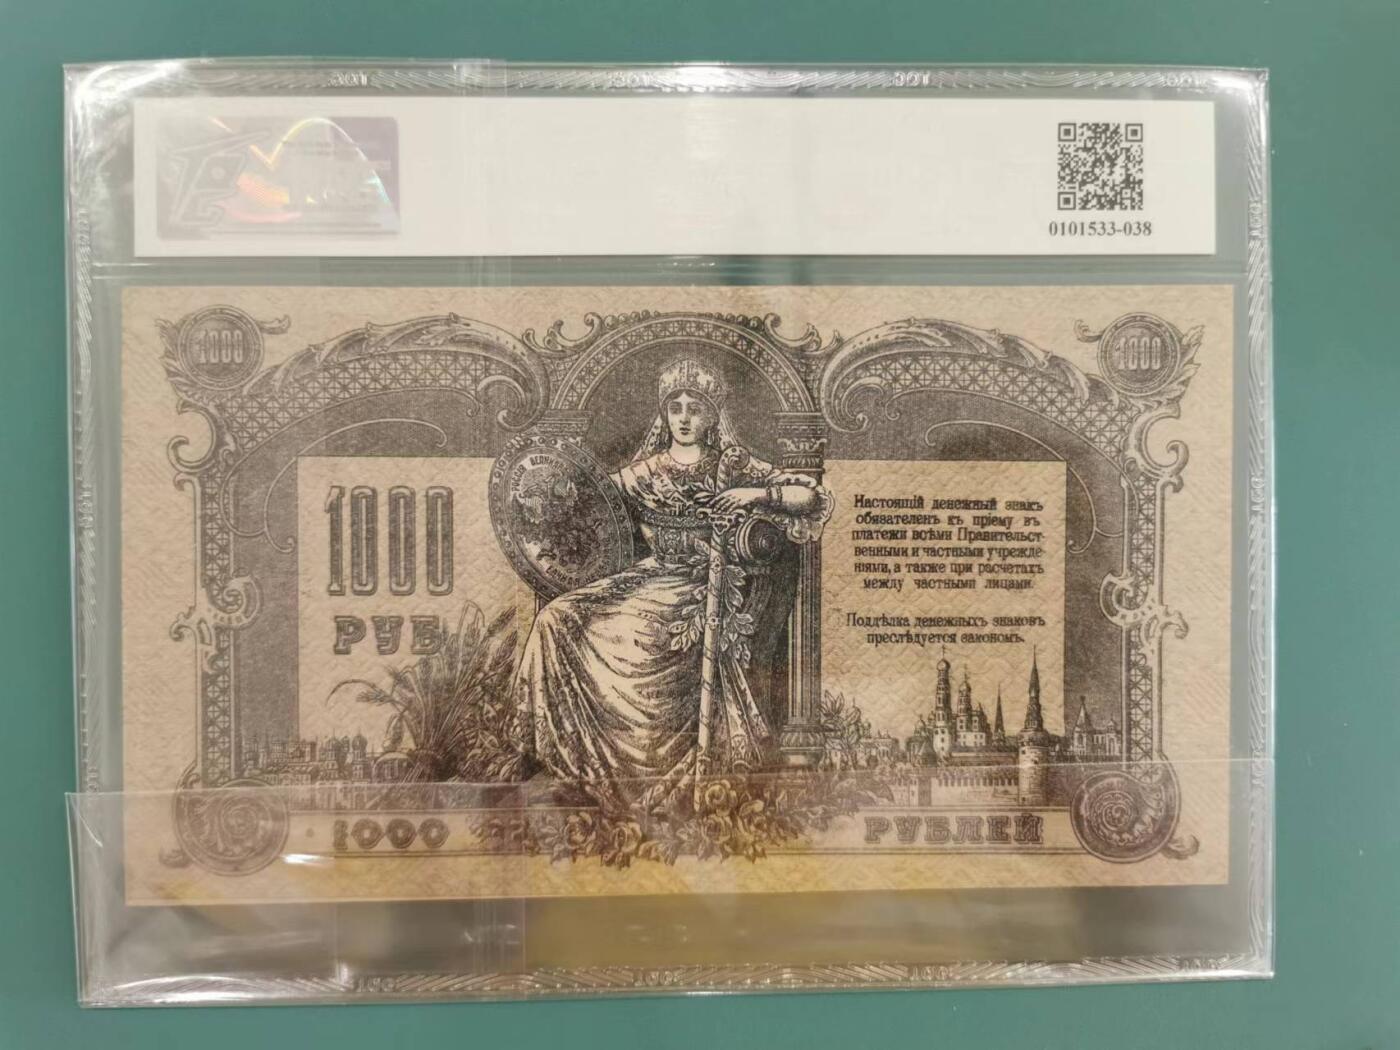 0101533-038
1000
1000
1000
РУБ
Настоящій денежный знакъ
обязателенъ къ пріему въ
платежи всѣми Правительст-
венными и частными учрежде-
ніями, а также при расчетахъ
между частными лицами.
Поддѣлка денежныхъ знаковъ
преслѣдуется закономъ.
1000
РУБЛЕЙ